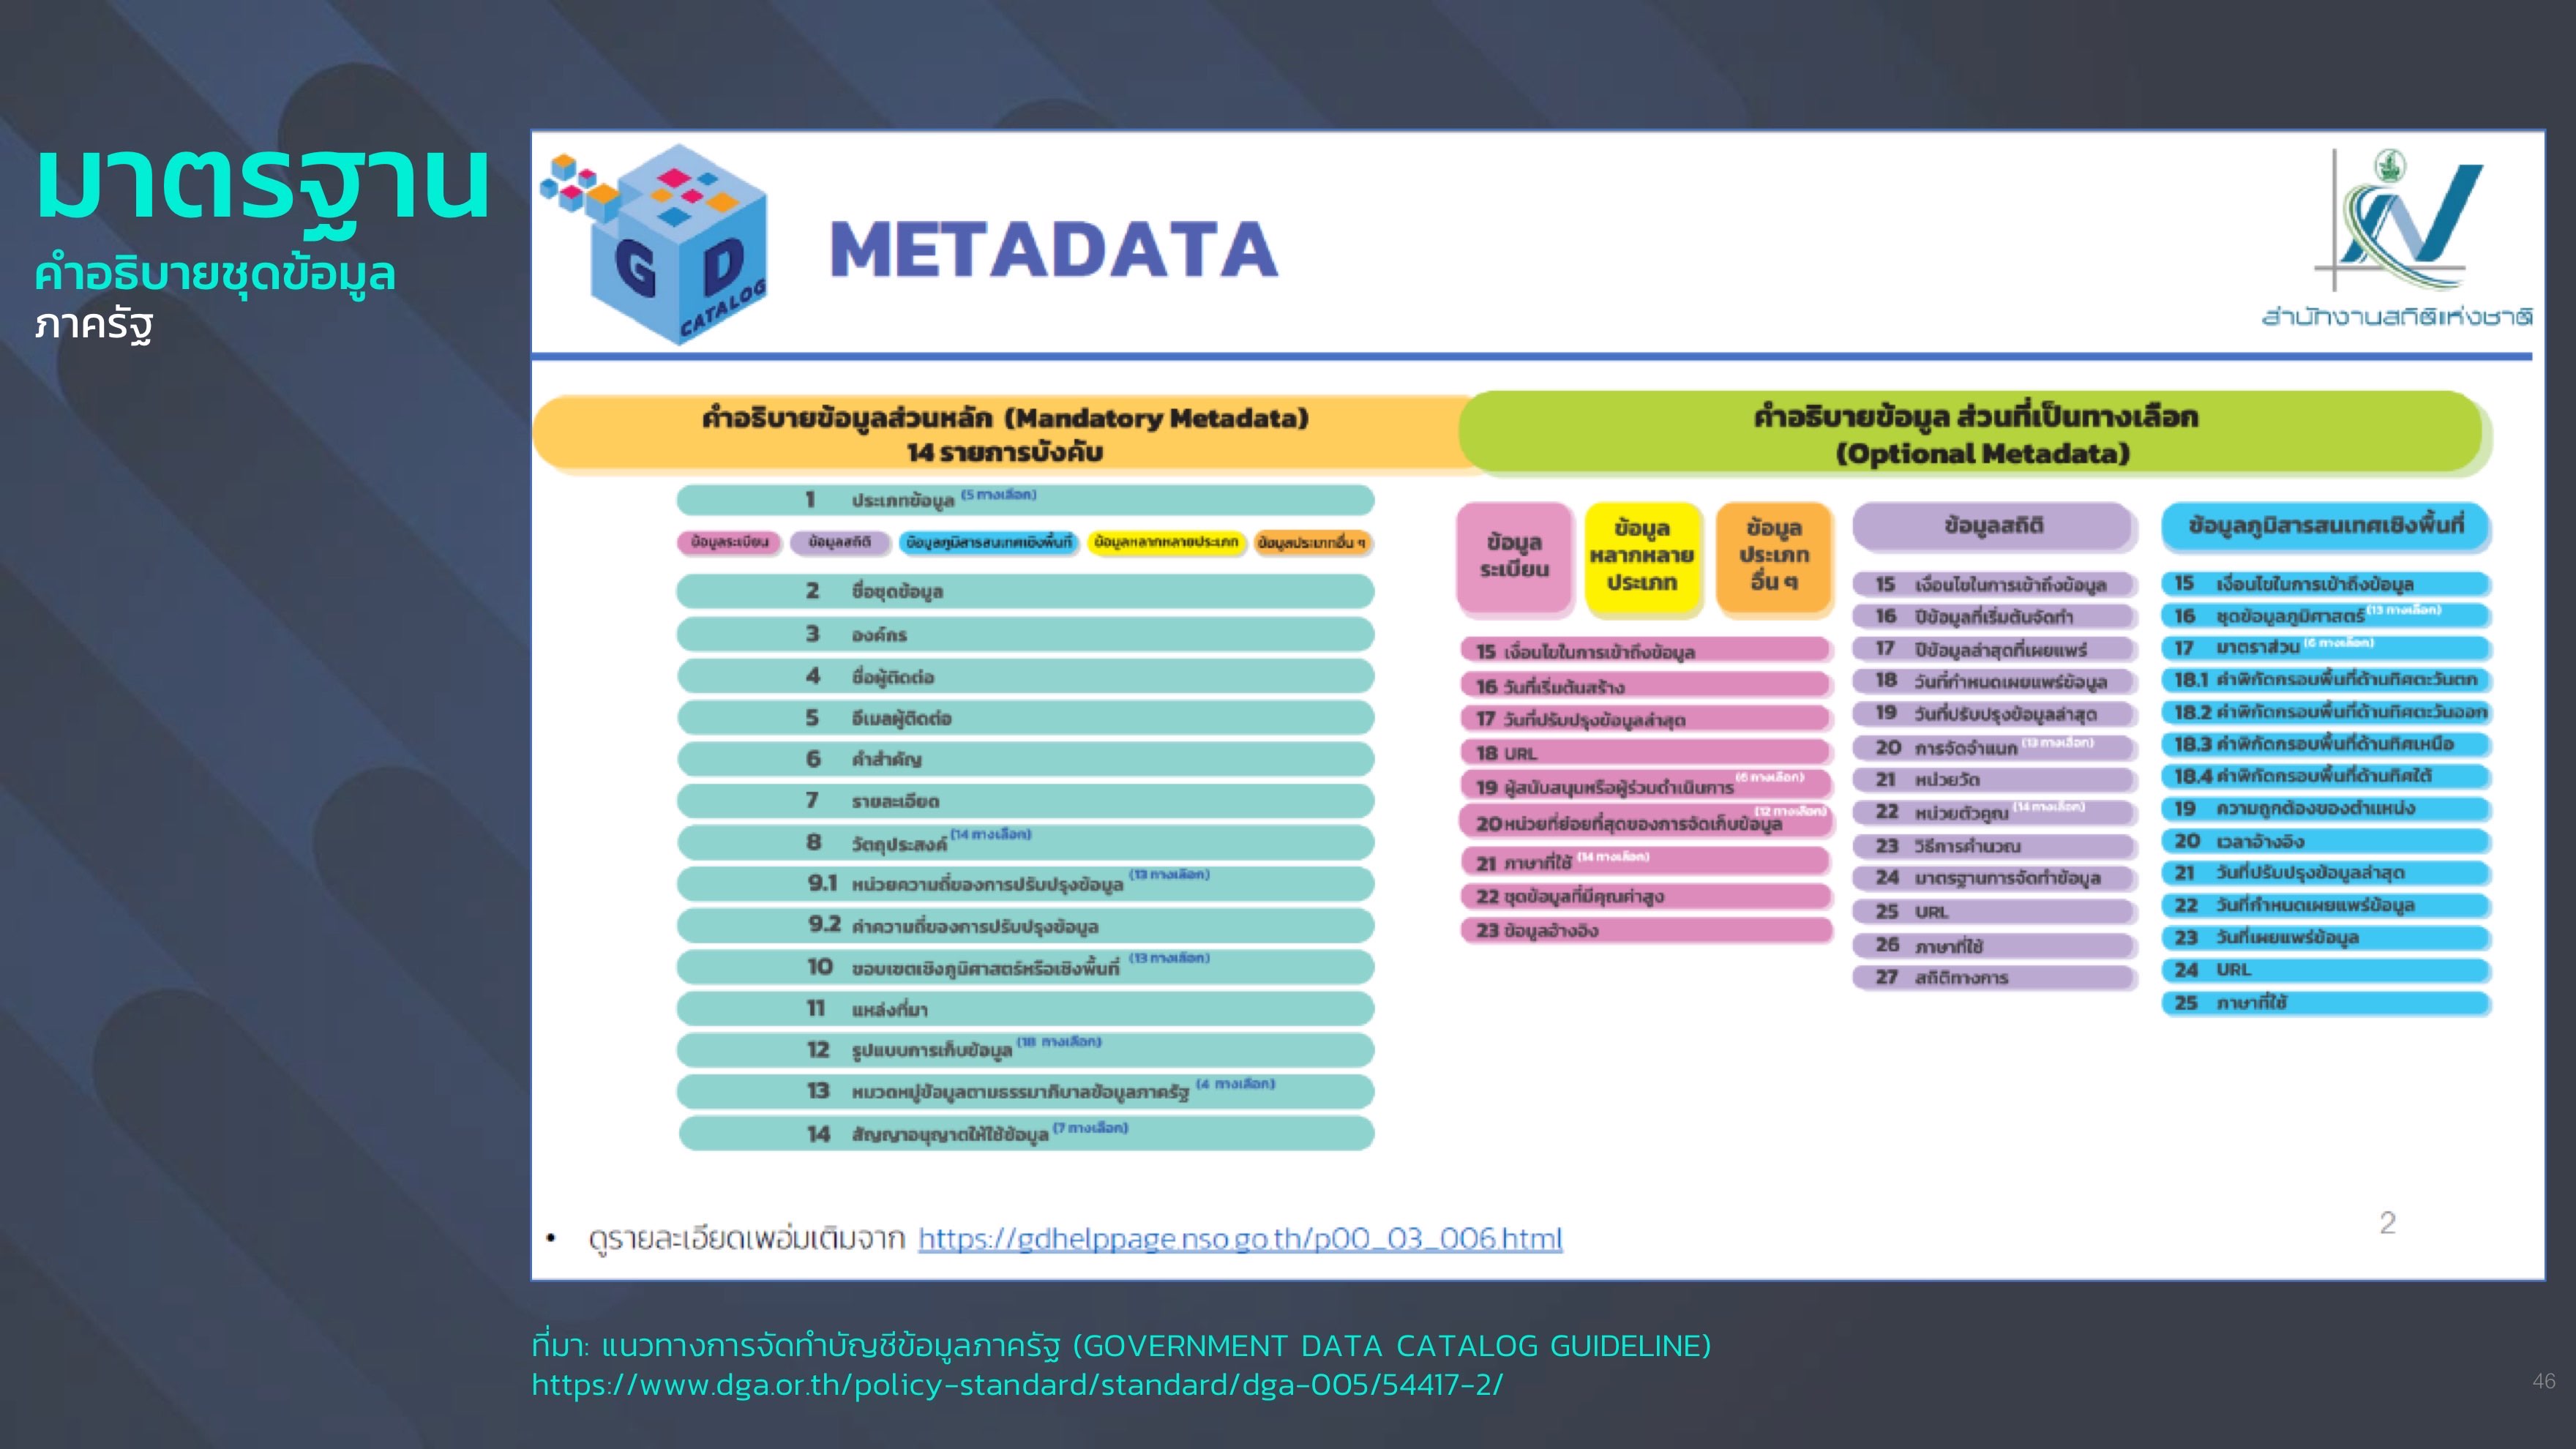 มาตรฐาน
คำอธิบายชุดข้อมูล
ภาครัฐ
G D
CATALOG
METADATA
สำนักงานสถิติแห่งชาติ
คำอธิบายข้อมูลส่วนหลัก (Mandatory Metadata)
14 รายการบังคับ
1 ประเภทข้อมูล (5 ทางเลือก)
ข้อมูลระเบียน ข้อมูลสถิติ ข้อมูลภูมิสารสนเทศเชิงพื้นที่ ข้อมูลหลากหลายประเภท ข้อมูลประเภทอื่น ๆ
2 ชื่อชุดข้อมูล
3 องค์กร
4 ชื่อผู้ติดต่อ
5 อีเมลผู้ติดต่อ
6 คำสำคัญ
7 รายละเอียด
8 วัตถุประสงค์ (14 ทางเลือก)
9.1 หน่วยความถี่ของการปรับปรุงข้อมูล (13 ทางเลือก)
9.2 ค่าความถี่ของการปรับปรุงข้อมูล
10 ขอบเขตเชิงภูมิศาสตร์หรือเชิงพื้นที่ (13 ทางเลือก)
11 แหล่งที่มา
12 รูปแบบการเก็บข้อมูล (18 ทางเลือก)
13 หมวดหมู่ข้อมูลตามธรรมาภิบาลข้อมูลภาครัฐ (4 ทางเลือก)
14 สัญญาอนุญาตให้ใช้ข้อมูล (7 ทางเลือก)
คำอธิบายข้อมูล ส่วนที่เป็นทางเลือก
(Optional Metadata)
ข้อมูล
ระเบียน
ข้อมูล
หลากหลาย
ประเภท
ข้อมูล
ประเภท
อื่น ๆ
15 เงื่อนไขในการเข้าถึงข้อมูล
16 วันที่เริ่มต้นสร้าง
17 วันที่ปรับปรุงข้อมูลล่าสุด
18 URL
19 ผู้สนับสนุนหรือผู้ร่วมดำเนินการ (6 ทางเลือก)
20 หน่วยที่ย่อยที่สุดของการจัดเก็บข้อมูล (12 ทางเลือก)
21 ภาษาที่ใช้ (14 ทางเลือก)
22 ชุดข้อมูลที่มีคุณค่าสูง
23 ข้อมูลอ้างอิง
ข้อมูลสถิติ
15 เงื่อนไขในการเข้าถึงข้อมูล
16 ปีข้อมูลที่เริ่มต้นจัดทำ
17 ปีข้อมูลล่าสุดที่เผยแพร่
18 วันที่กำหนดเผยแพร่ข้อมูล
19 วันที่ปรับปรุงข้อมูลล่าสุด
20 การจัดจำแนก (13 ทางเลือก)
21 หน่วยวัด
22 หน่วยตัวคูณ (14 ทางเลือก)
23 วิธีการคำนวณ
24 มาตรฐานการจัดทำข้อมูล
25 URL
26 ภาษาที่ใช้
27 สถิติทางการ
ข้อมูลภูมิสารสนเทศเชิงพื้นที่
15 เงื่อนไขในการเข้าถึงข้อมูล
16 ชุดข้อมูลภูมิศาสตร์ (13 ทางเลือก)
17 มาตราส่วน (6 ทางเลือก)
18.1 ค่าพิกัดกรอบพื้นที่ด้านทิศตะวันตก
18.2 ค่าพิกัดกรอบพื้นที่ด้านทิศตะวันออก
18.3 ค่าพิกัดกรอบพื้นที่ด้านทิศเหนือ
18.4 ค่าพิกัดกรอบพื้นที่ด้านทิศใต้
19 ความถูกต้องของตำแหน่ง
20 เวลาอ้างอิง
21 วันที่ปรับปรุงข้อมูลล่าสุด
22 วันที่กำหนดเผยแพร่ข้อมูล
23 วันที่เผยแพร่ข้อมูล
24 URL
25 ภาษาที่ใช้
• ดูรายละเอียดเพอ่มเติมจาก https://gdhelppage.nso.go.th/p00_03_006.html
2
ที่มา: แนวทางการจัดทำบัญชีข้อมูลภาครัฐ (GOVERNMENT DATA CATALOG GUIDELINE)
https://www.dga.or.th/policy-standard/standard/dga-005/54417-2/
46